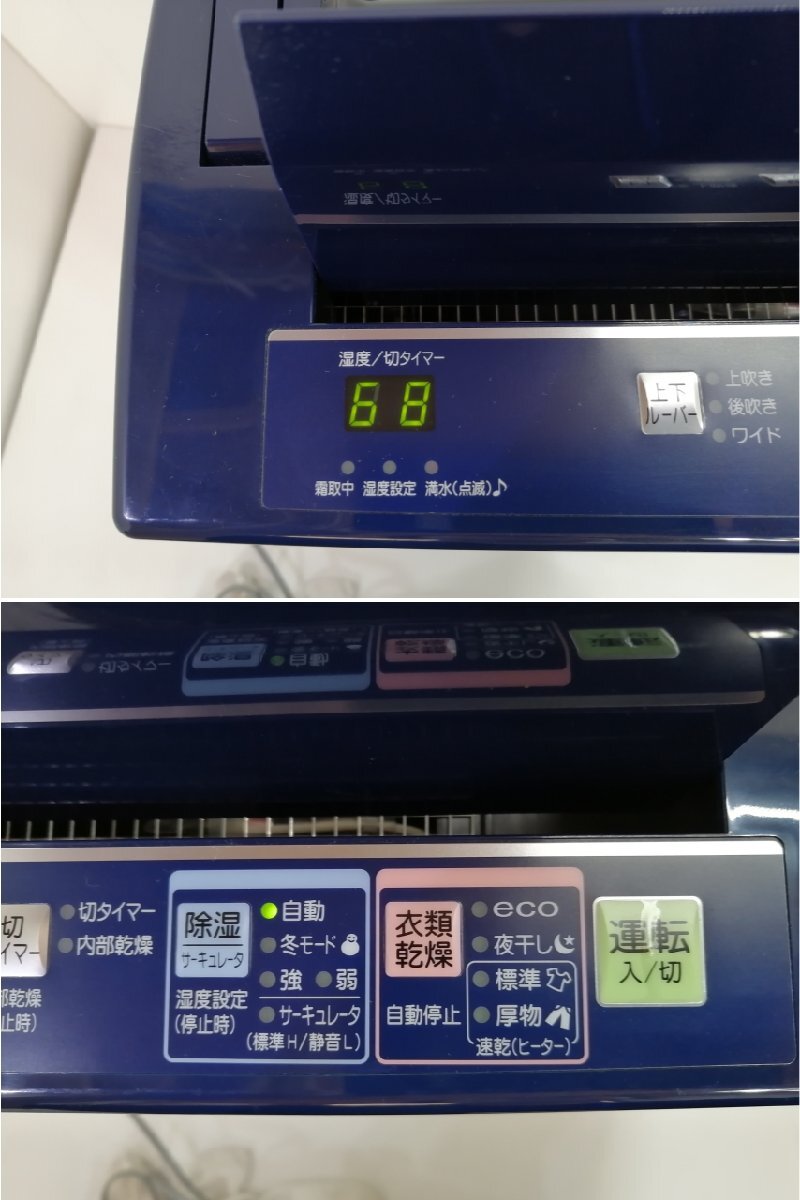 湿度/切タイマー
68
霜取中 湿度設定 満水(点滅)♪
上下
ルーバー
上吹き
後吹き
ワイド
切
イマー
切タイマー
内部乾燥
部乾燥
止時)
除湿
サーキュレータ
湿度設定
(停止時)
自動
冬モード
強 弱
サーキュレータ
(標準H/静音L)
衣類
乾燥
自動停止
eco
夜干し
標準
厚物
速乾(ヒーター)
運転
入/切